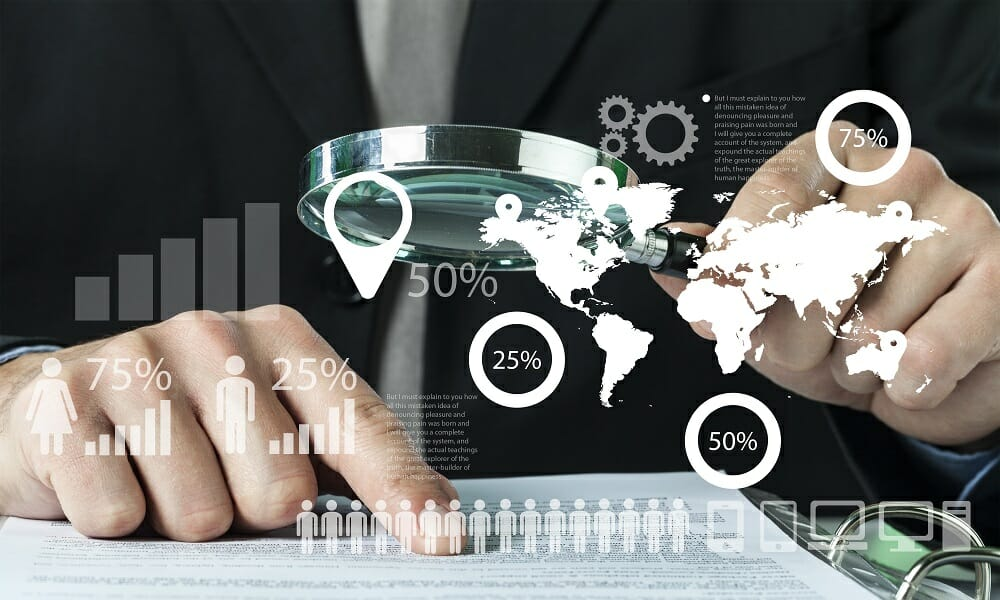 But I must explain to you how
all this mistaken idea of
denouncing pleasure and
praising pain was born and
I will give you a complete
account of the system, and
expound the actual teachings
of the great explorer of the
truth, the master-builder of
human happiness
75%
50%
25%
75%
25%
But I must explain to you how
all this mistaken idea of
denouncing pleasure and
praising pain was born and
I will give you a complete
account of the system, and
expound the actual teachings
of the great explorer of the
truth, the master-builder of
human happiness.
50%